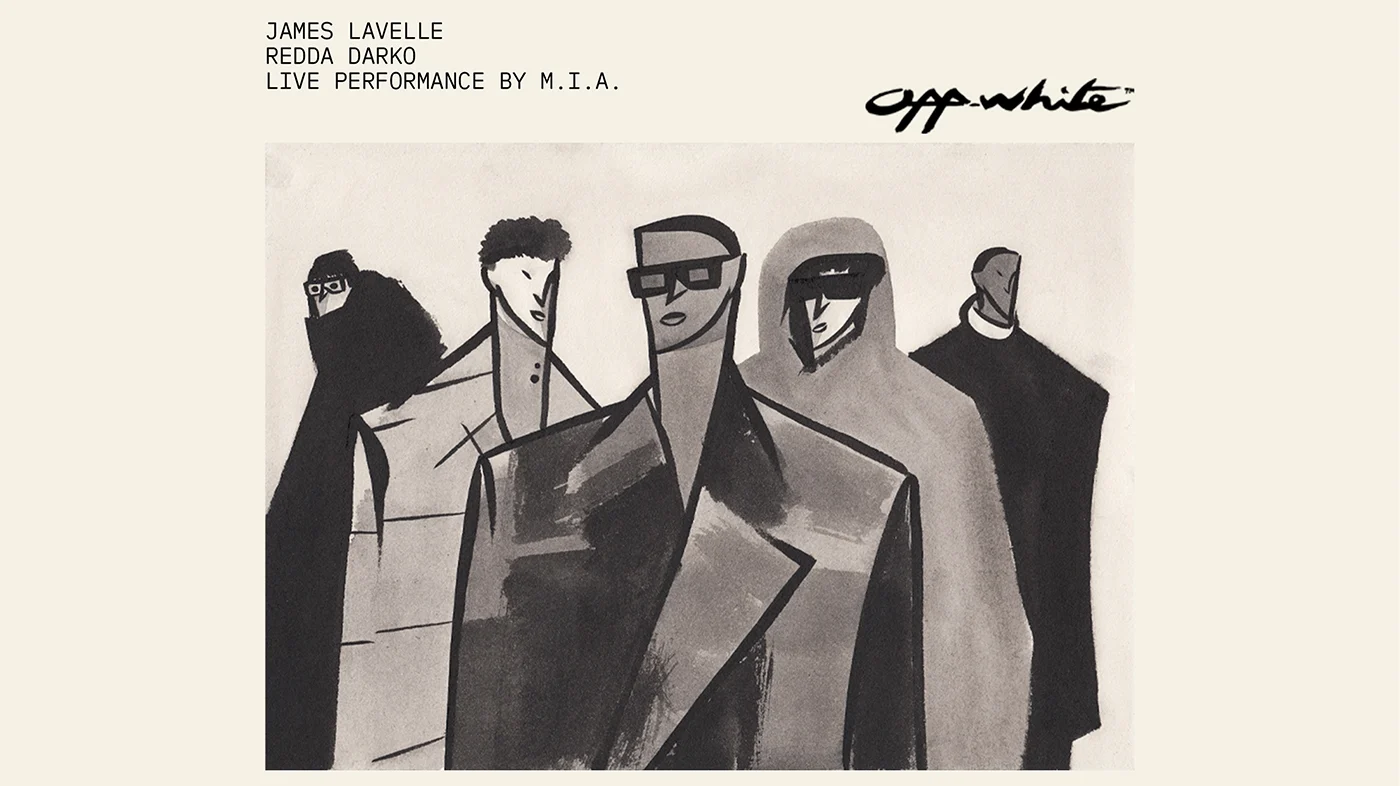 JAMES LAVELLE
REDDA DARKO
LIVE PERFORMANCE BY M.I.A.
Off-White™